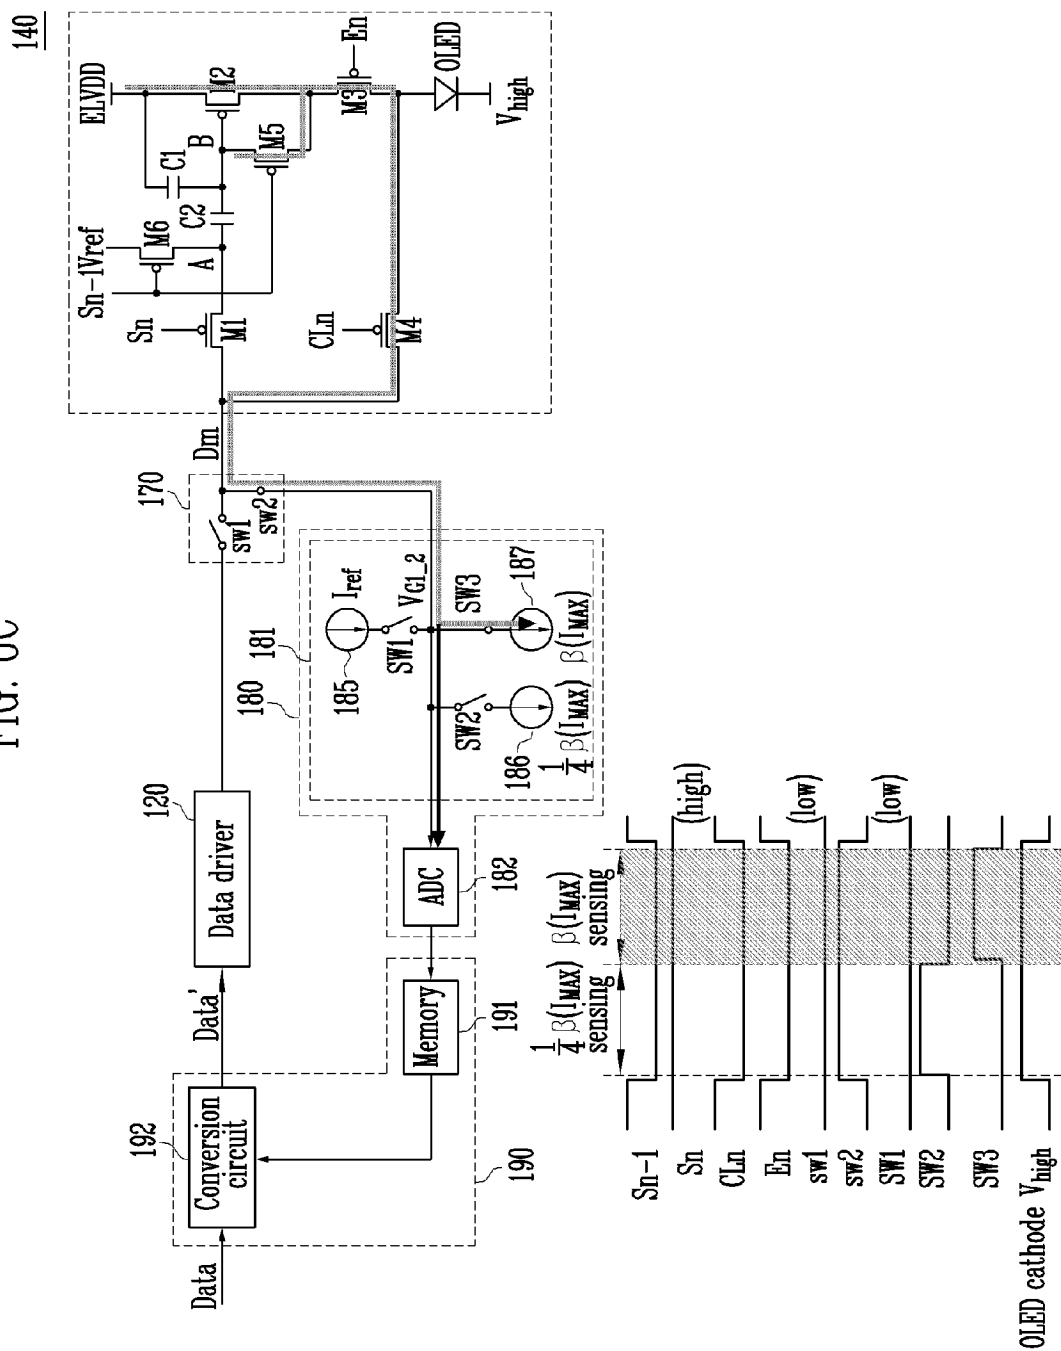 FIG.
140
ELVDD
M2
En
M3
OLED
Vhigh
B
M5
C1
C2
Sn-1Vref
M6
A
Sn
M1
CLn
M4
Dm
170
sw1
sw2
180
181
185
Iref
SW1
VG1_2
SW3
187
β(IMAX)
SW2
186
1/4 β(IMAX)
120
Data driver
ADC
182
Data'
Memory
191
192
Conversion
circuit
190
Data
1/4 β(IMAX)
sensing
β(IMAX)
sensing
Sn-1
Sn
(high)
CLn
En
sw1
(low)
sw2
SW1
(low)
SW2
SW3
OLED cathode Vhigh